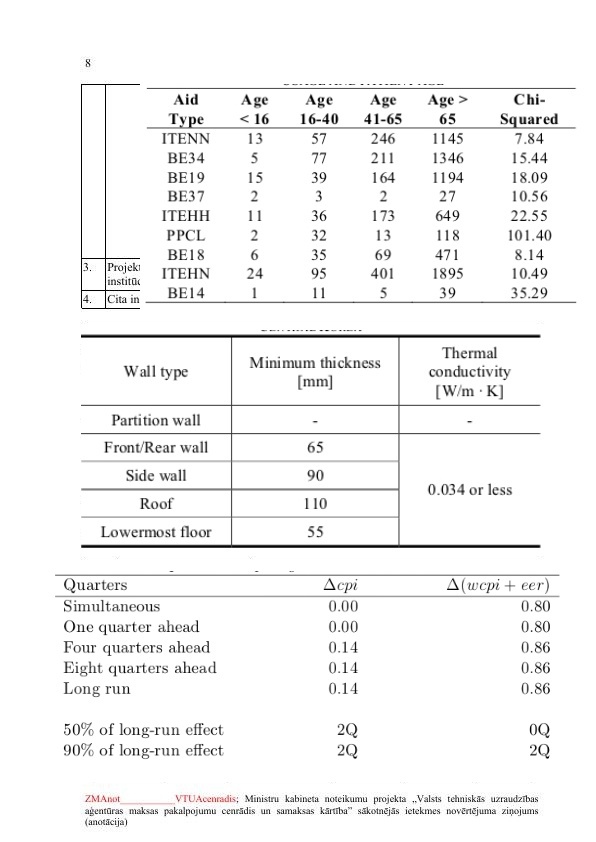 8
Aid Age Age Age Age > Chi-
Type < 16 16-40 41-65 65 Squared
ITENN 13 57 246 1145 7.84
BE34 5 77 211 1346 15.44
BE19 15 39 164 1194 18.09
BE37 2 3 2 27 10.56
ITEHH 11 36 173 649 22.55
PPCL 2 32 13 118 101.40
BE18 6 35 69 471 8.14
ITEHN 24 95 401 1895 10.49
BE14 1 11 5 39 35.29
3. Projekt
institūc
4. Cita in
Wall type Minimum thickness [mm] Thermal conductivity [W/m · K]
Partition wall - -
Front/Rear wall 65
Side wall 90
0.034 or less
Roof 110
Lowermost floor 55
Quarters Δcpi Δ(wcpi + eer)
Simultaneous 0.00 0.80
One quarter ahead 0.00 0.80
Four quarters ahead 0.14 0.86
Eight quarters ahead 0.14 0.86
Long run 0.14 0.86
50% of long-run effect 2Q 0Q
90% of long-run effect 2Q 2Q
ZMAnot__________VTUAcenradis; Ministru kabineta noteikumu projekta „Valsts tehniskās uzraudzības
aģentūras maksas pakalpojumu cenrādis un samaksas kārtība” sākotnējās ietekmes novērtējuma ziņojums
(anotācija)